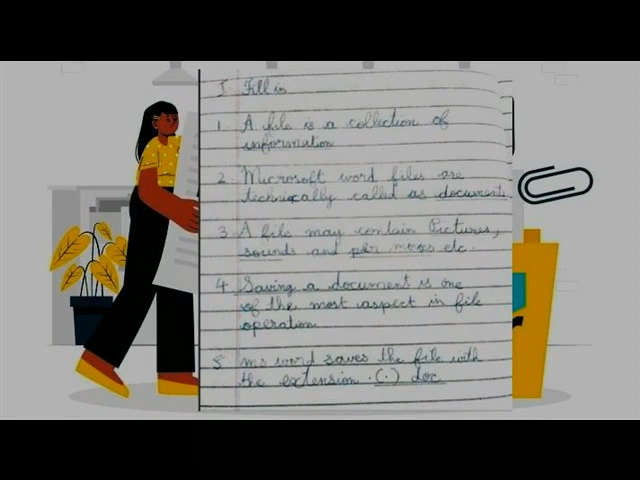 I Fill in
1. A file is a collection of
information
2. Microsoft word files are
technically called as documents
3. A file may contain Pictures,
sounds and etc.
4 Saving a document is one
of the most aspect in file
operation
5 ms word saves the file with
the extension .(.) doc